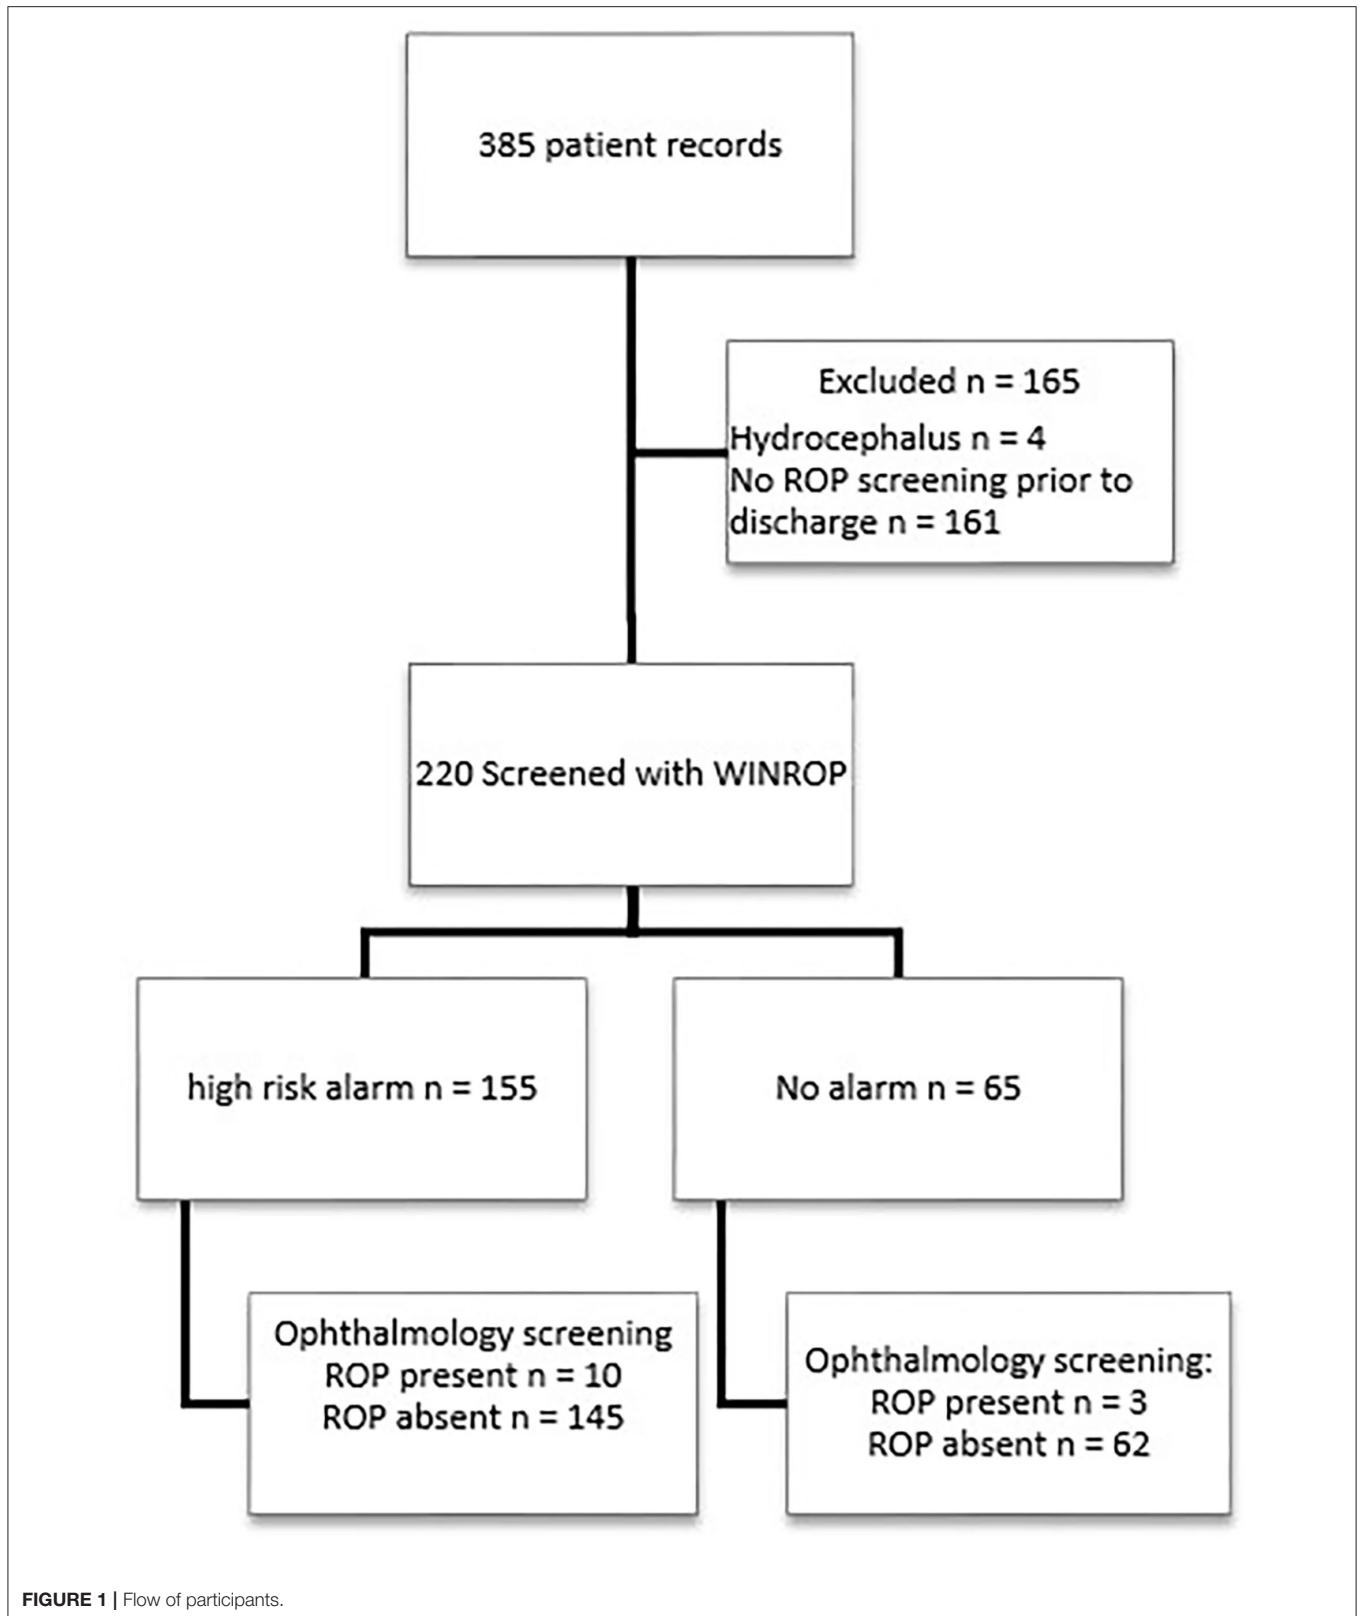 385 patient records
Excluded n = 165
Hydrocephalus n = 4
No ROP screening prior to
discharge n = 161
220 Screened with WINROP
high risk alarm n = 155
No alarm n = 65
Ophthalmology screening
ROP present n = 10
ROP absent n = 145
Ophthalmology screening:
ROP present n = 3
ROP absent n = 62
FIGURE 1 | Flow of participants.